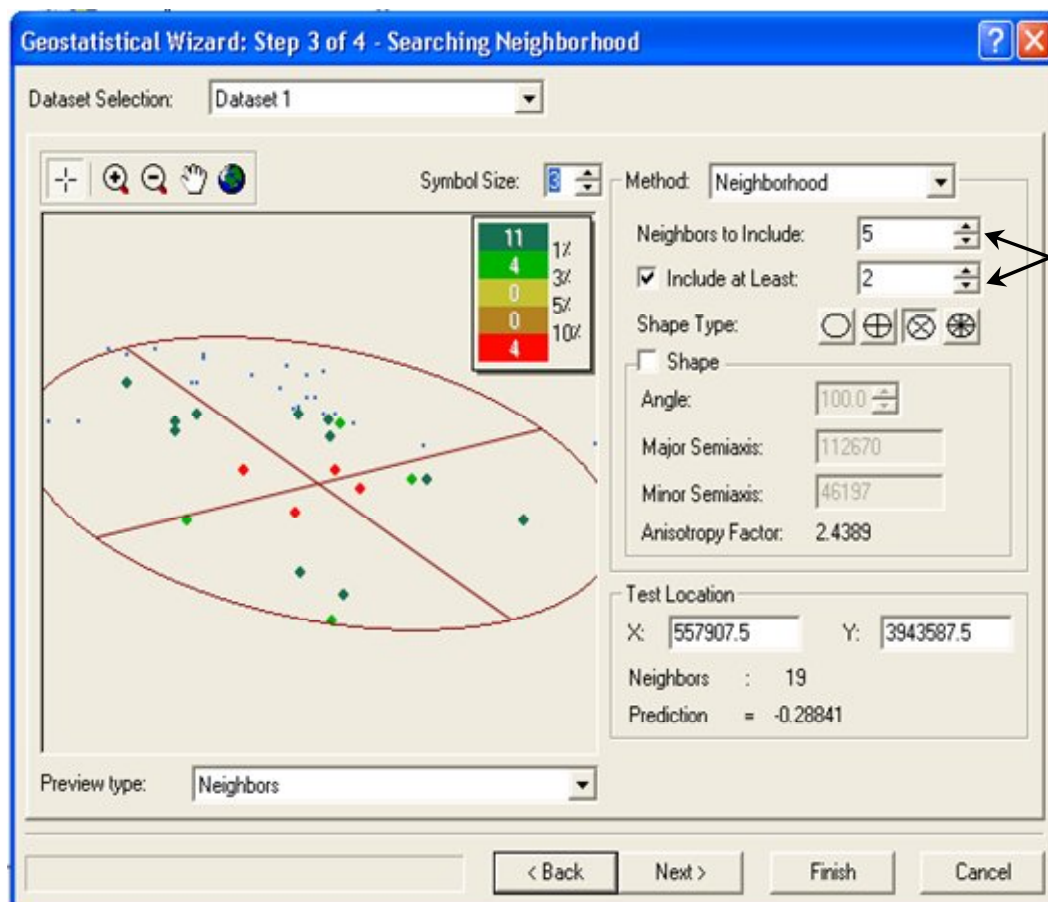 Geostatistical Wizard: Step 3 of 4 - Searching Neighborhood
Dataset Selection: Dataset 1
Symbol Size: 3
11
4
0
0
4
1%
3%
5%
10%
Method: Neighborhood
Neighbors to Include: 5
Include at Least: 2
Shape Type:
Shape
Angle: 100.0
Major Semiaxis: 112670
Minor Semiaxis: 46197
Anisotropy Factor: 2.4389
Test Location
X: 557907.5 Y: 3943587.5
Neighbors : 19
Prediction = -0.28841
Preview type: Neighbors
< Back Next > Finish Cancel